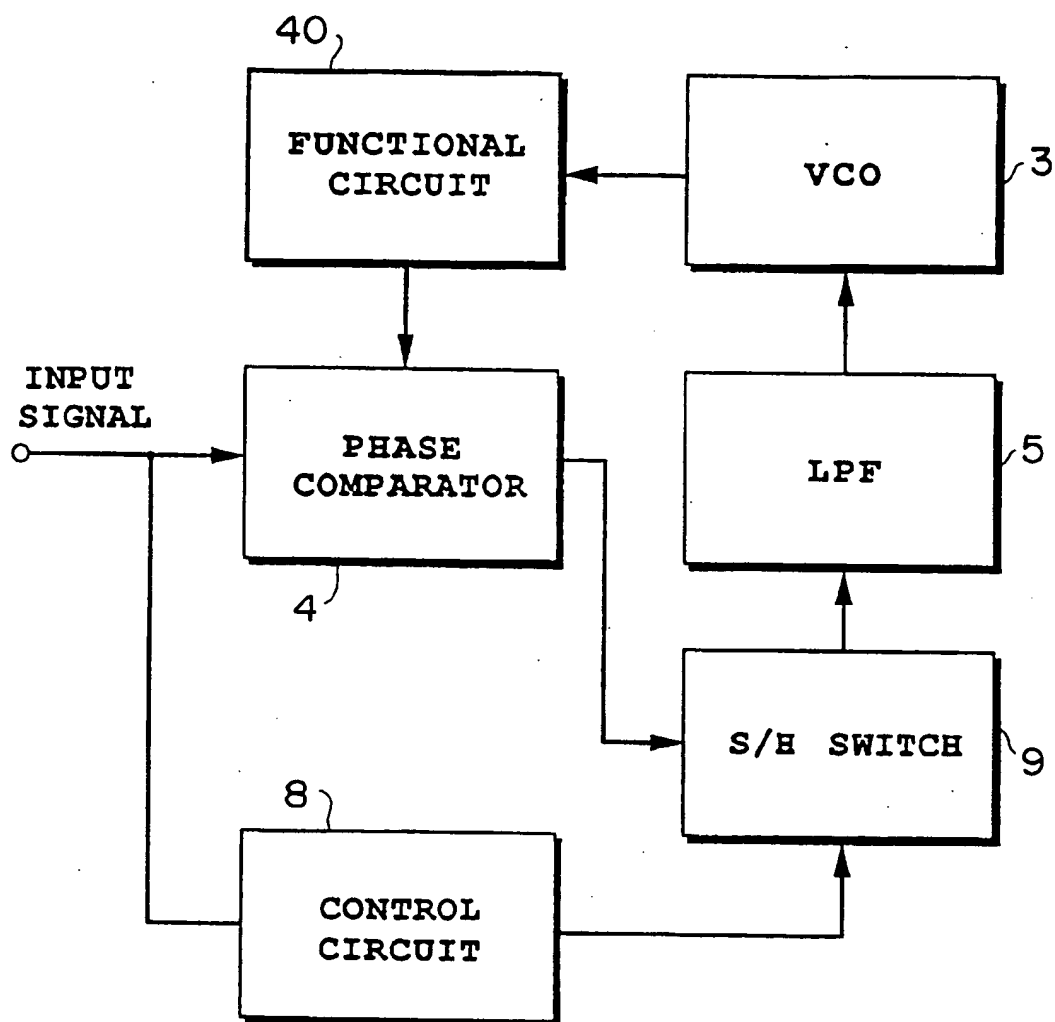 40
FUNCTIONAL
CIRCUIT
VCO
3
INPUT
SIGNAL
PHASE
COMPARATOR
4
LPF
5
S/H SWITCH
9
8
CONTROL
CIRCUIT